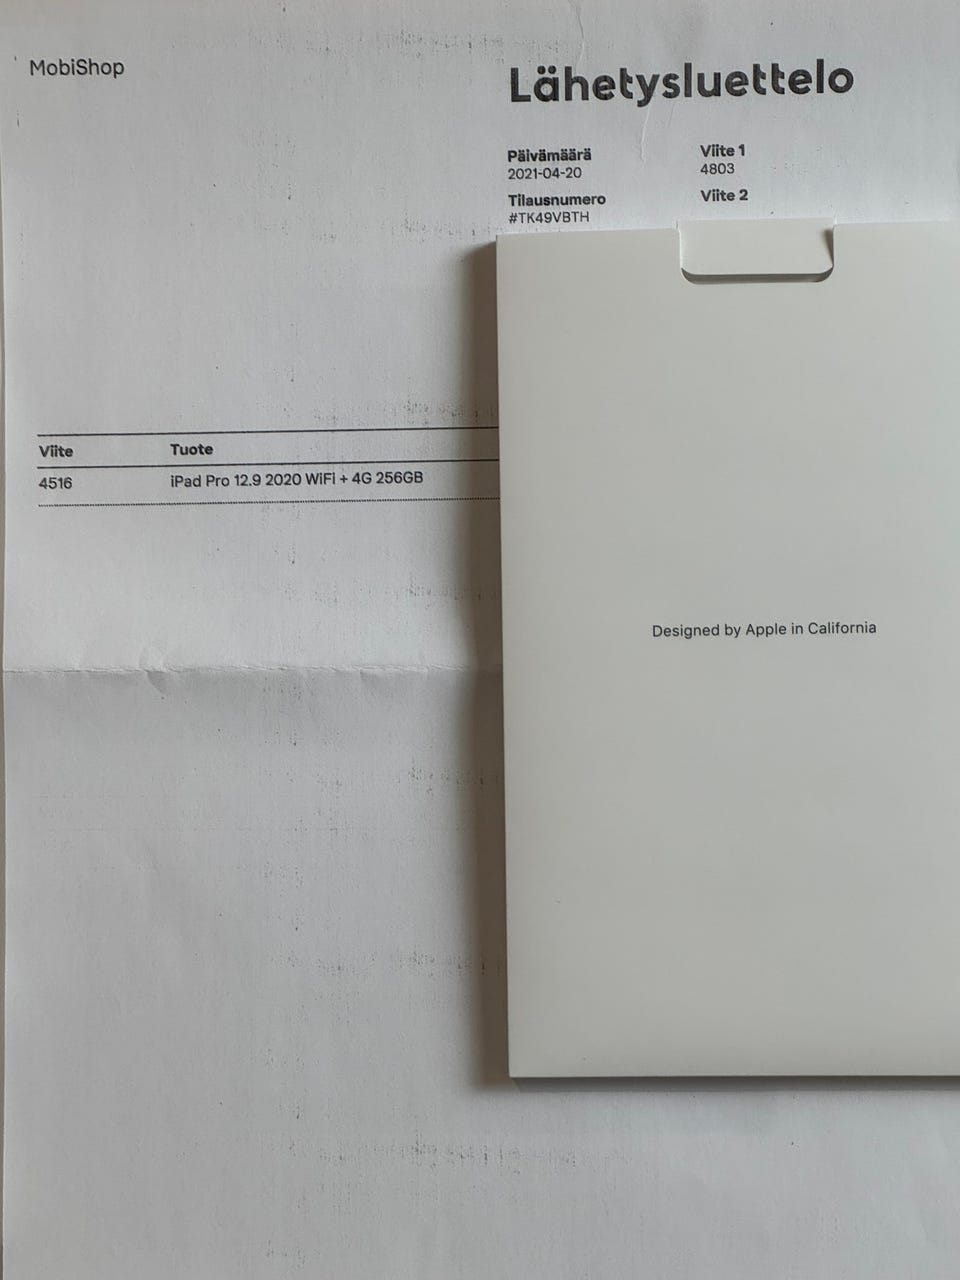 MobiShop
Lähetysluettelo
Päivämäärä
2021-04-20
Viite 1
4803
Tilausnumero
#TK49VBTH
Viite 2
Viite Tuote
4516 iPad Pro 12.9 2020 WiFi + 4G 256GB
Designed by Apple in California